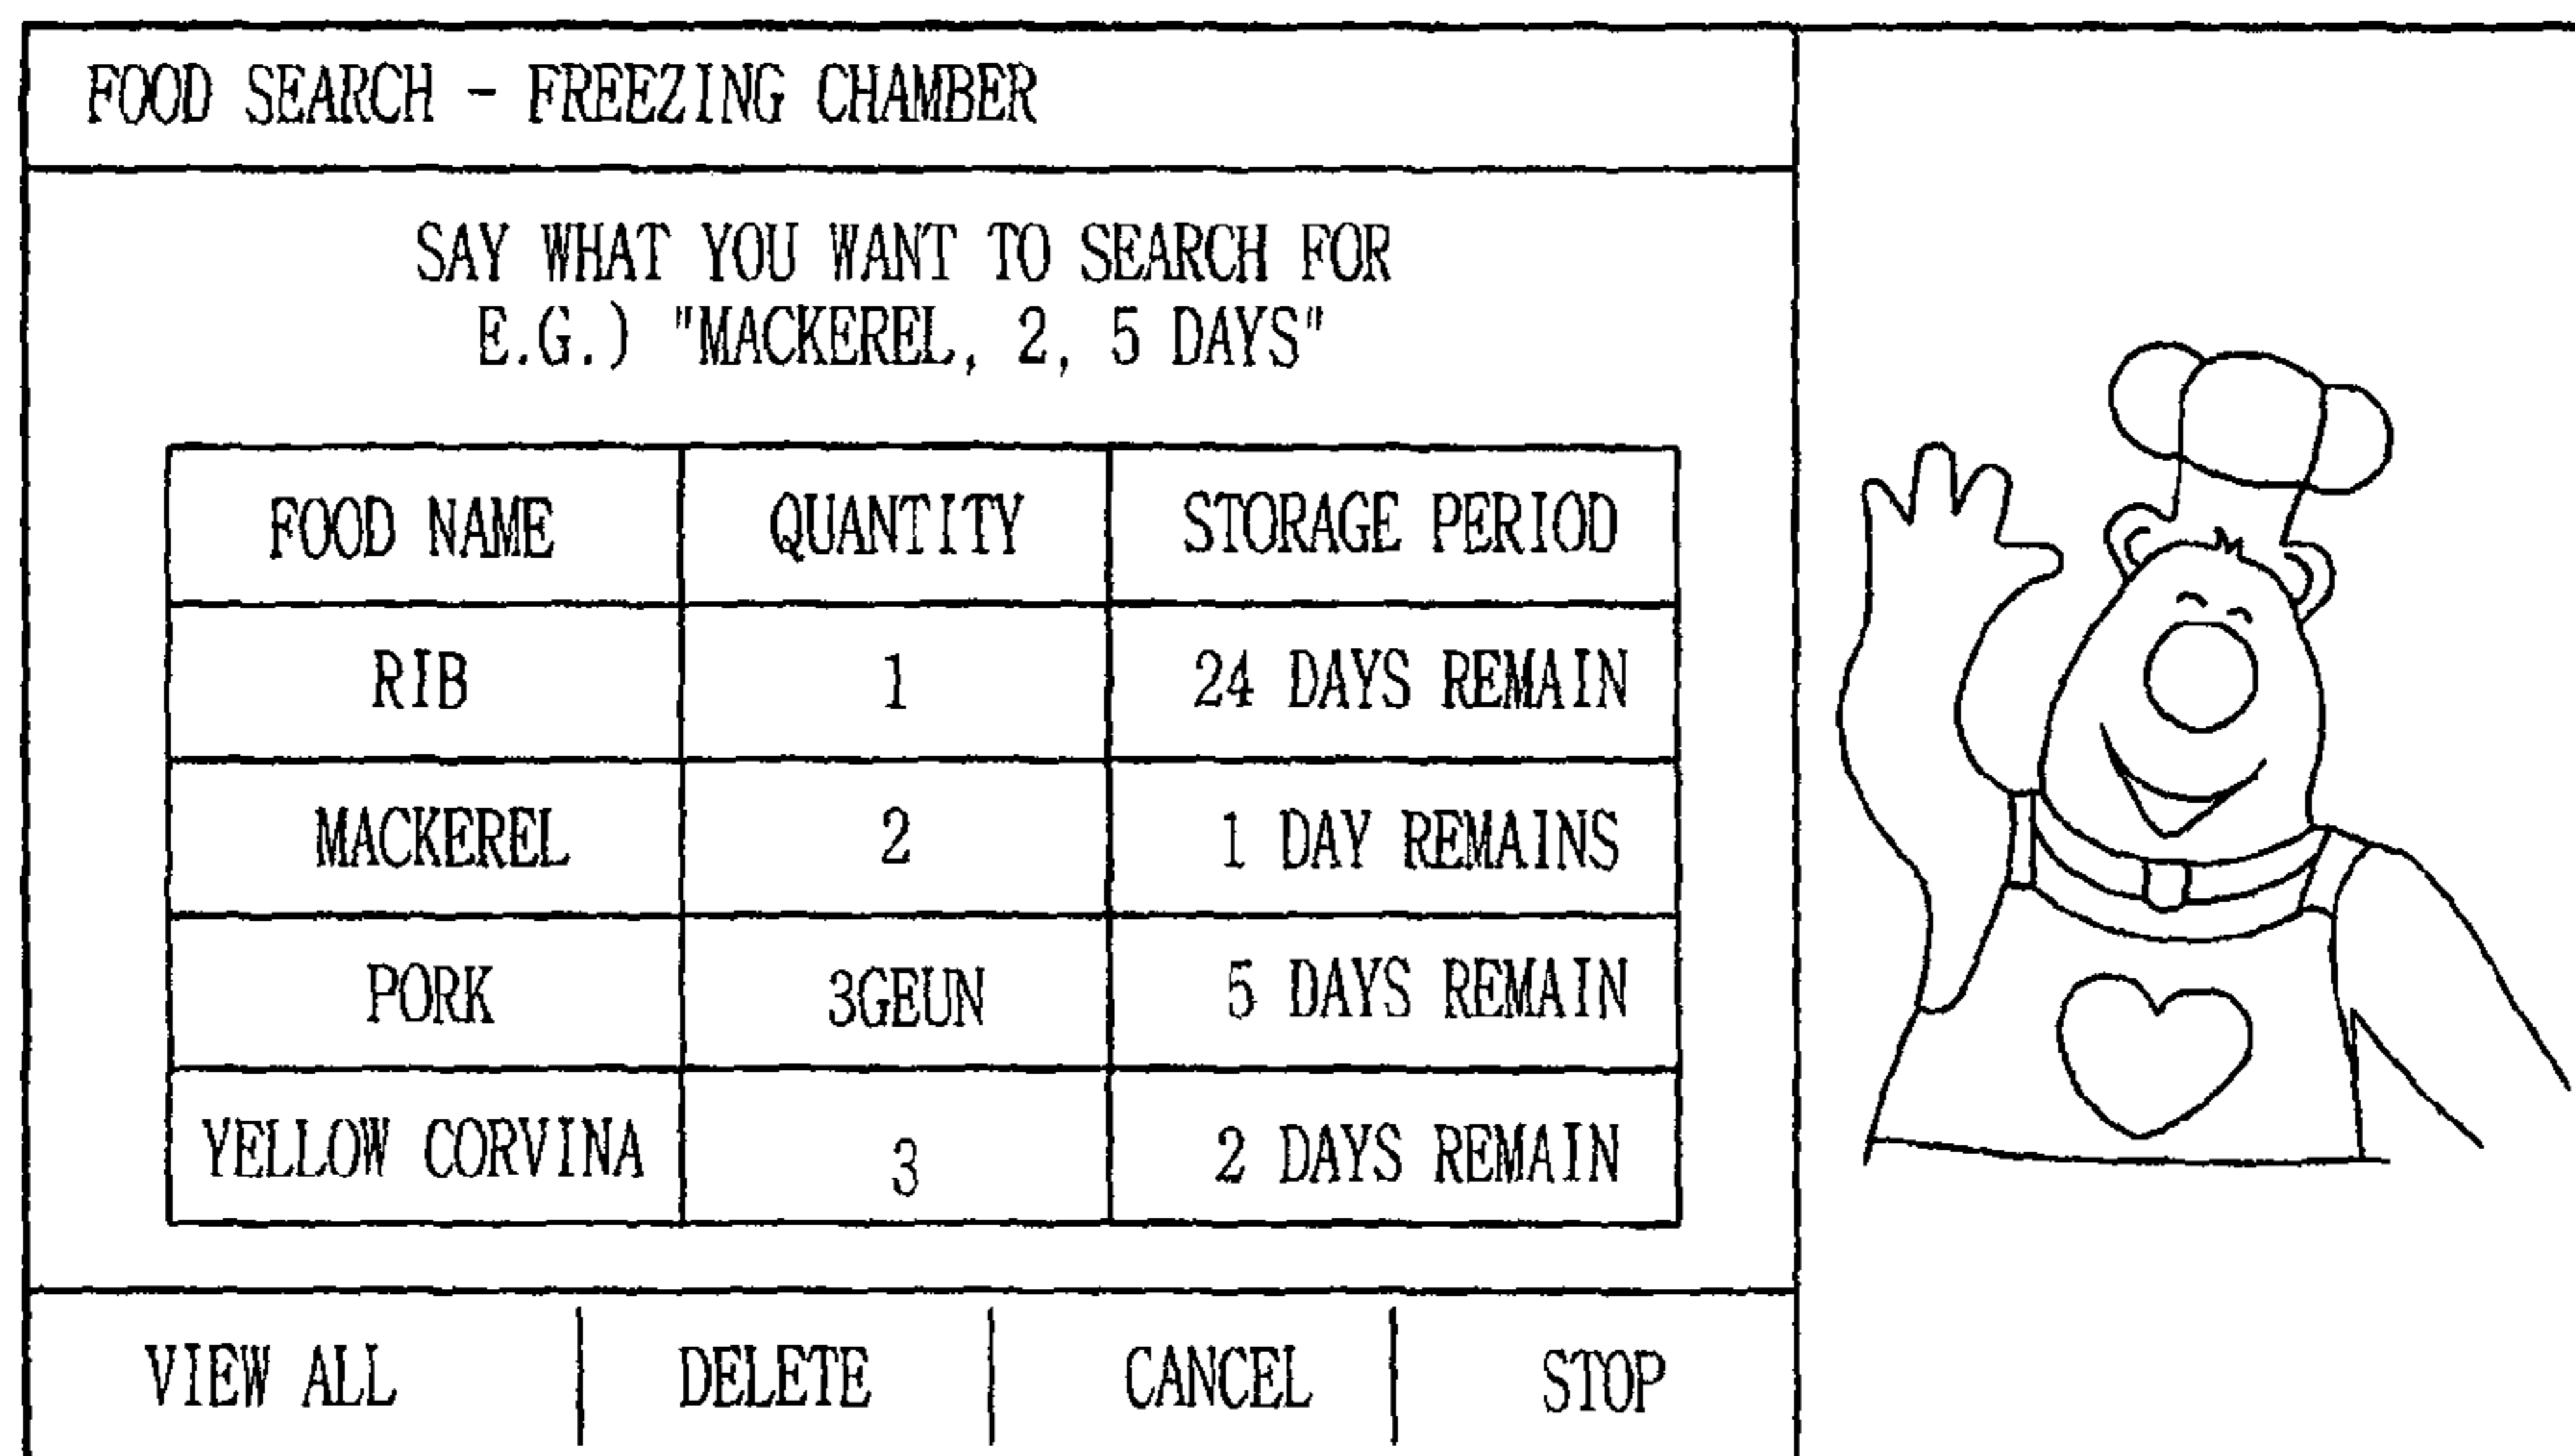 FOOD SEARCH - FREEZING CHAMBER
SAY WHAT YOU WANT TO SEARCH FOR
E.G.) "MACKEREL, 2, 5 DAYS"
FOOD NAME QUANTITY STORAGE PERIOD
RIB 1 24 DAYS REMAIN
MACKEREL 2 1 DAY REMAINS
PORK 3GEUN 5 DAYS REMAIN
YELLOW CORVINA 3 2 DAYS REMAIN
VIEW ALL DELETE CANCEL STOP